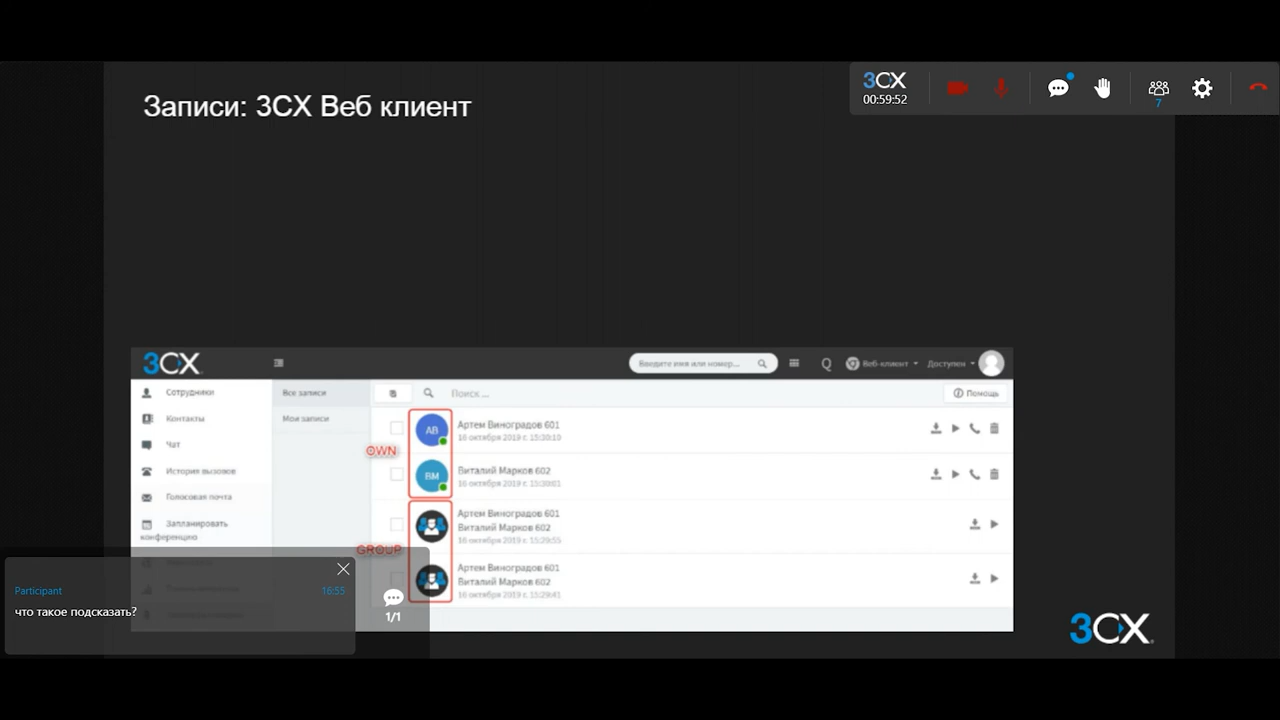 Записи: 3CX Веб клиент
3CX
00:59:52
7
3CX
Введите имя или номер...
Q
Веб-клиент
Доступен
Сотрудники
Контакты
Чат
История вызовов
Голосовая почта
Запланировать
конференцию
Все записи
Мои записи
Поиск ...
Помощь
OWN
AB
Артем Виноградов 601
16 октября 2019 г. 15:30:10
BM
Виталий Марков 602
16 октября 2019 г. 15:30:01
GROUP
Артем Виноградов 601
Виталий Марков 602
16 октября 2019 г. 15:29:55
Артем Виноградов 601
Виталий Марков 602
16 октября 2019 г. 15:29:41
Participant
16:55
что такое подсказать?
1/1
3CX